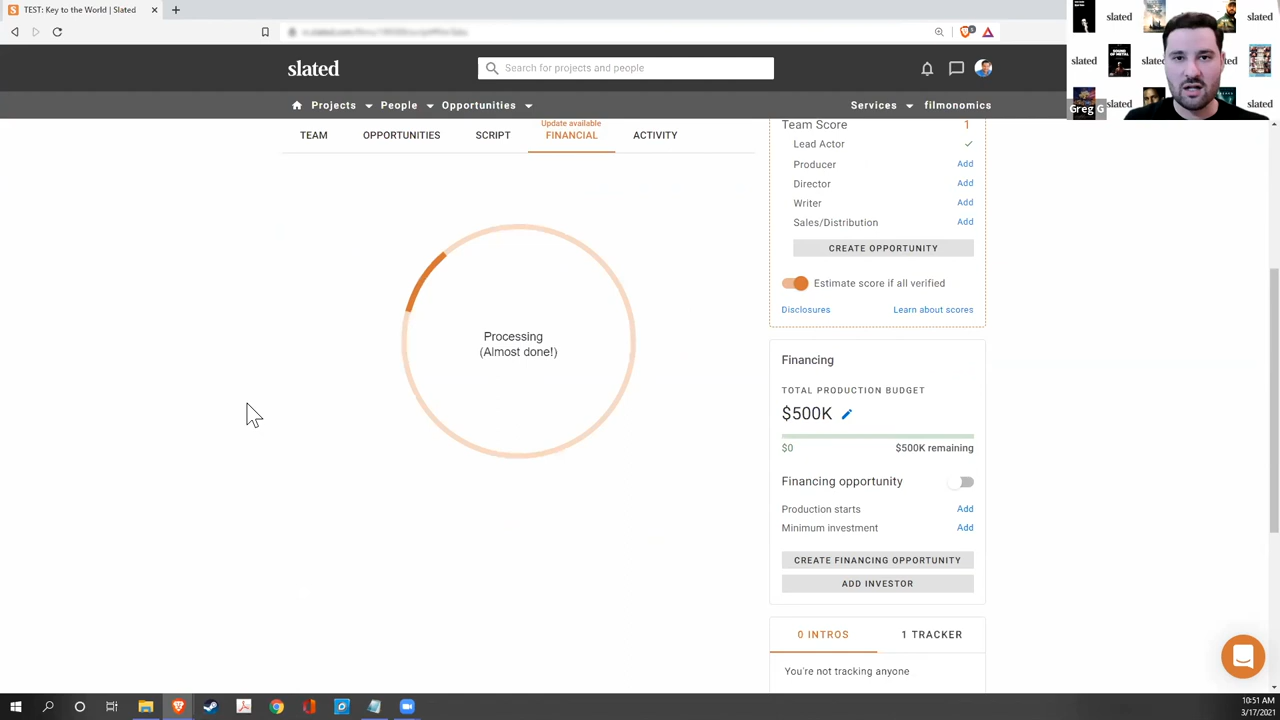 TEST: Key to the World | Slated
slated
Search for projects and people
Projects People Opportunities Services filmonomics
TEAM OPPORTUNITIES SCRIPT Update available FINANCIAL ACTIVITY
Processing
(Almost done!)
Team Score 1
Lead Actor
Producer Add
Director Add
Writer Add
Sales/Distribution Add
CREATE OPPORTUNITY
Estimate score if all verified
Disclosures Learn about scores
Financing
TOTAL PRODUCTION BUDGET
$500K
$0 $500K remaining
Financing opportunity
Production starts Add
Minimum investment Add
CREATE FINANCING OPPORTUNITY
ADD INVESTOR
0 INTROS 1 TRACKER
You're not tracking anyone
slated
slated
SOUND OF METAL
slated
slated
Greg G
10:51 AM
3/17/2021